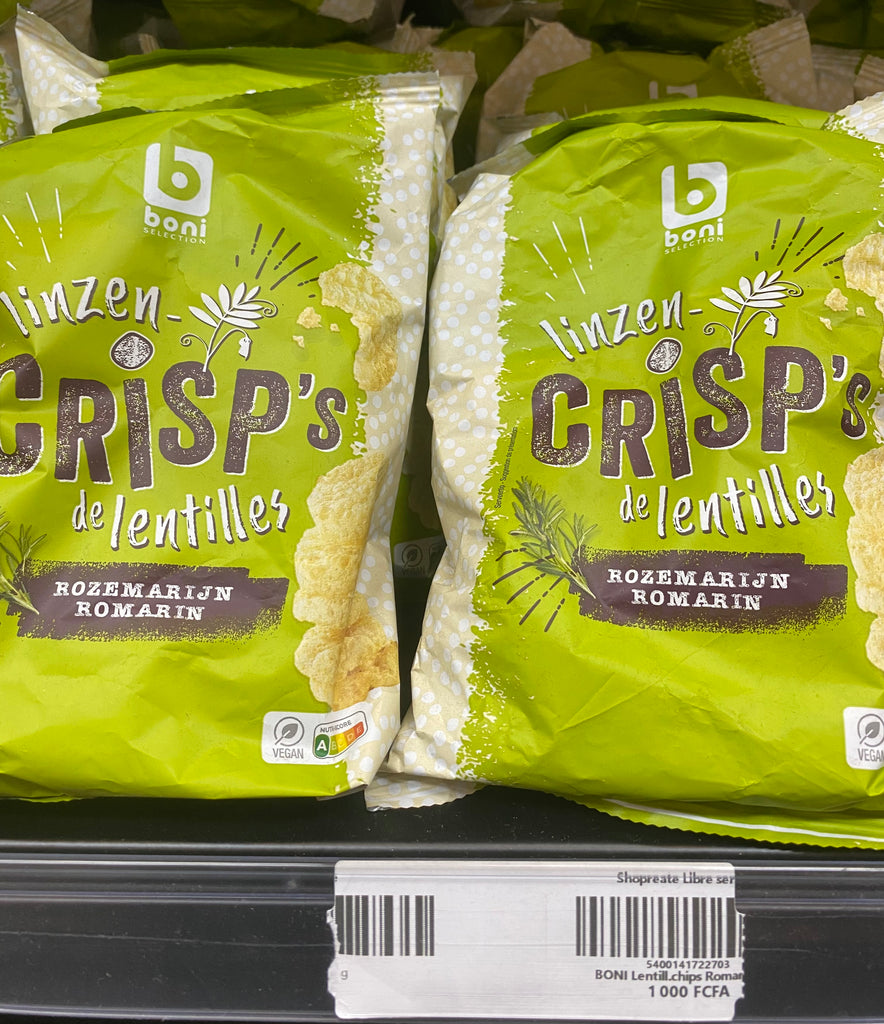 boni
SELECTION
linzen-
CRiSP's
de lentilles
ROZEMARIJN
ROMARIN
VEGAN
NUTRI-SCORE
A B C D E
boni
SELECTION
linzen-
CRiSP's
de lentilles
ROZEMARIJN
ROMARIN
VEGAN
Shopreate Libre ser
g
5400141722703
BONI Lentill.chips Romar
1 000 FCFA